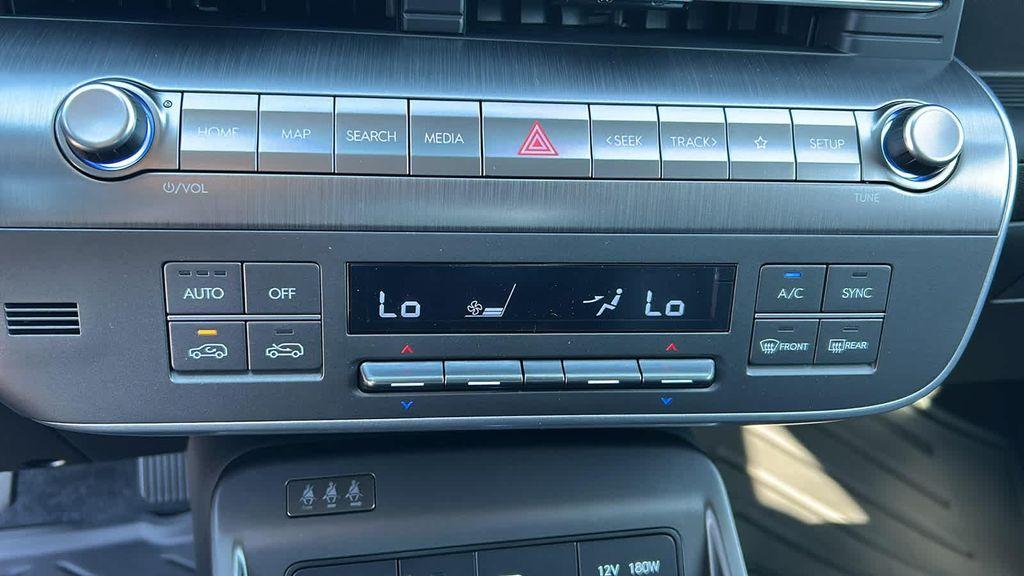 HOME MAP SEARCH MEDIA <SEEK TRACK> SETUP
⏻/VOL TUNE
AUTO OFF Lo Lo A/C SYNC
FRONT REAR
12V 180W